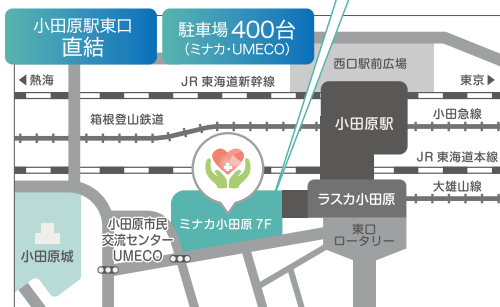 小田原駅東口
直結
駐車場 400台
(ミナカ・UMECO)
西口駅前広場
◀熱海
JR 東海道新幹線
東京▶
箱根登山鉄道
小田原駅
小田急線
JR 東海道本線
ラスカ小田原
大雄山線
ミナカ小田原 7F
小田原市民
交流センター
UMECO
東口
ロータリー
小田原城